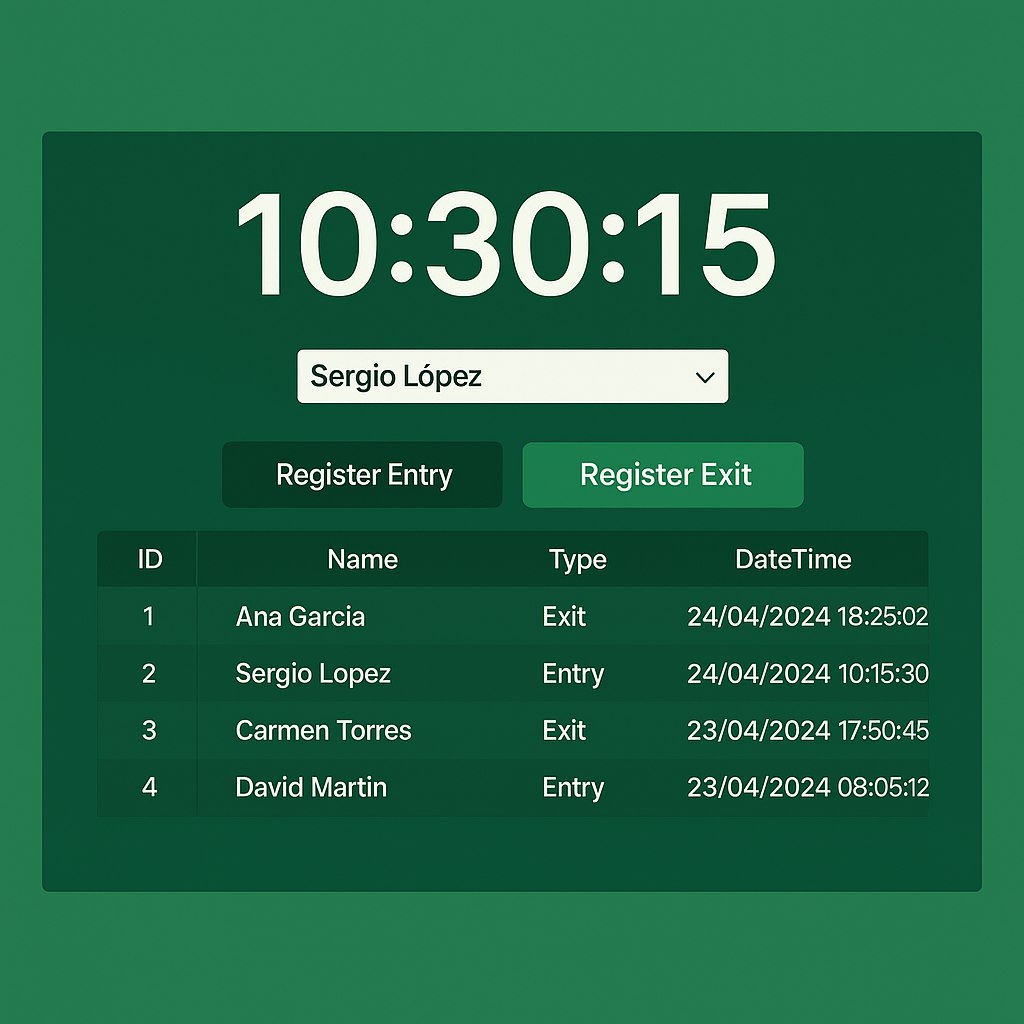 10:30:15
Sergio López
Register Entry Register Exit
ID Name Type DateTime
1 Ana Garcia Exit 24/04/2024 18:25:02
2 Sergio Lopez Entry 24/04/2024 10:15:30
3 Carmen Torres Exit 23/04/2024 17:50:45
4 David Martin Entry 23/04/2024 08:05:12